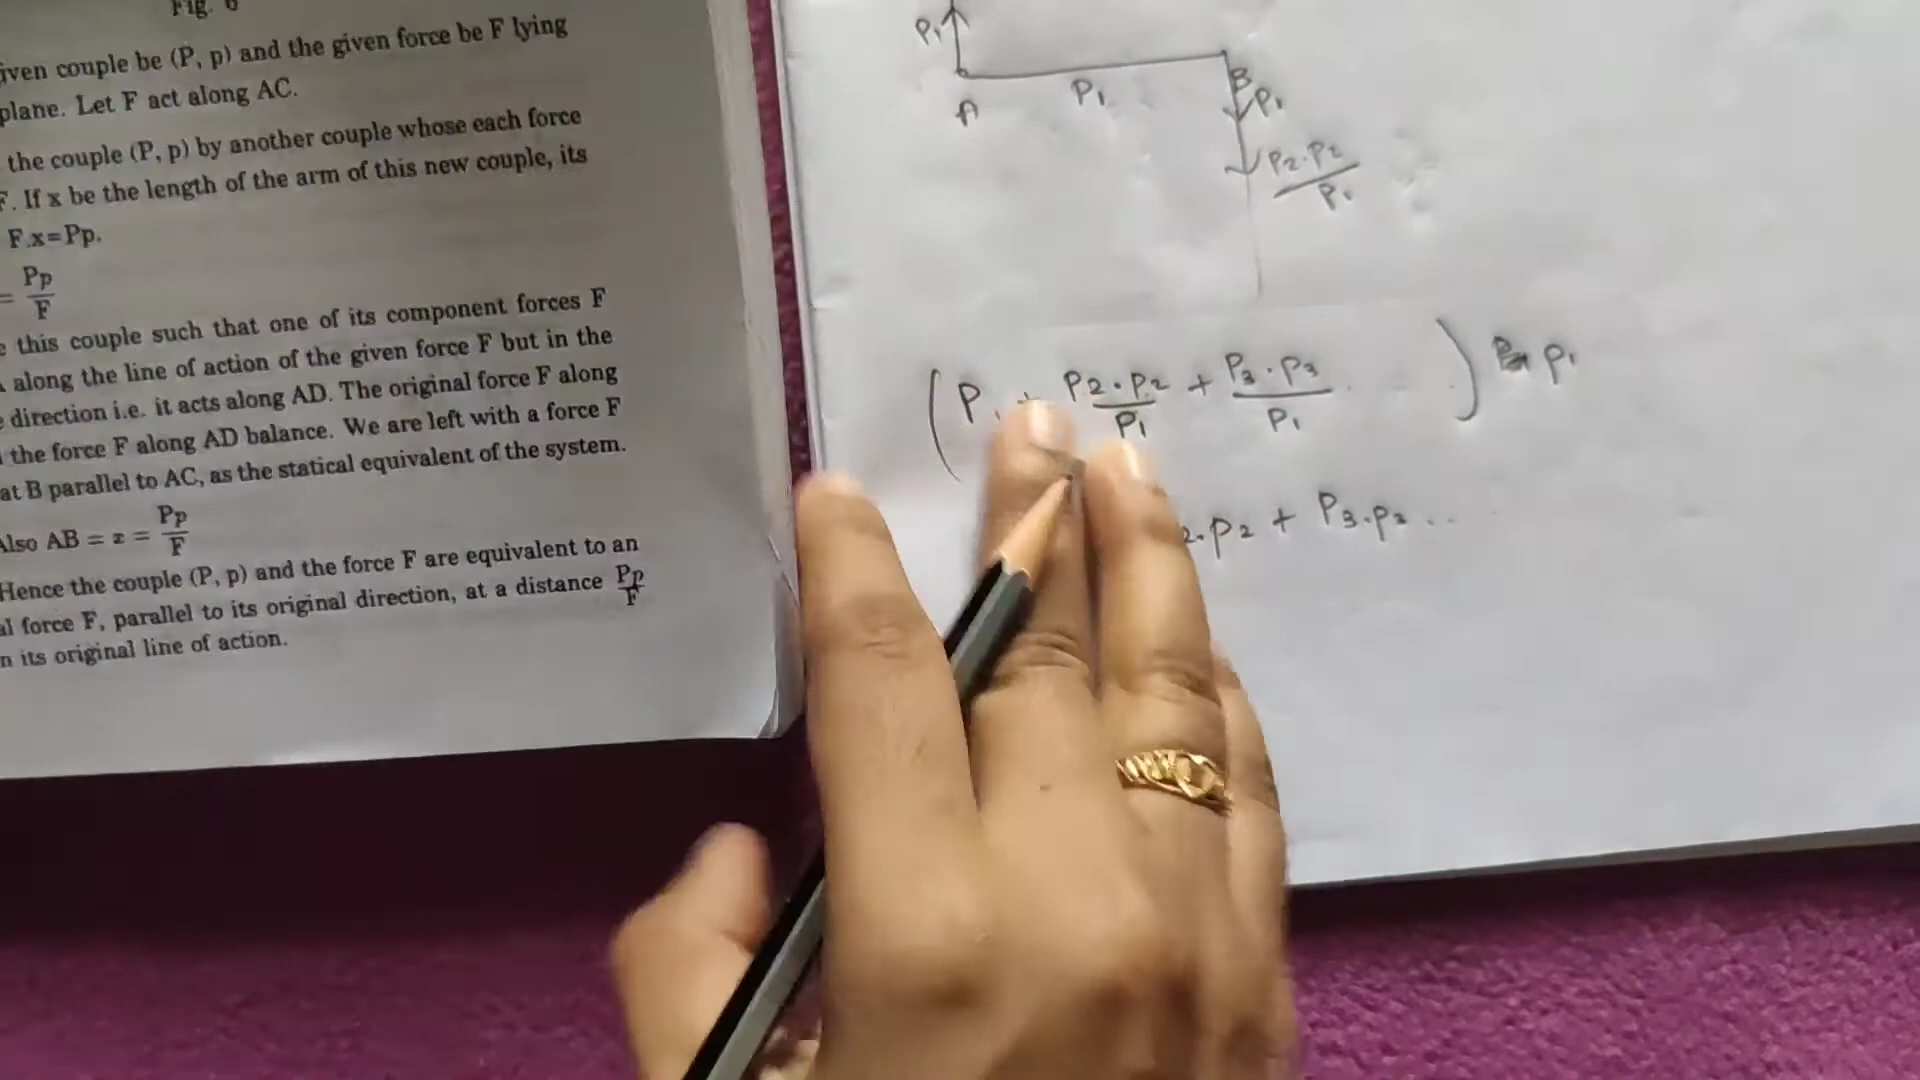 Fig. 6
iven couple be (P, p) and the given force be F lying
plane. Let F act along AC.
the couple (P, p) by another couple whose each force
F. If x be the length of the arm of this new couple, its
F.x=Pp.
= Pp/F
this couple such that one of its component forces F
along the line of action of the given force F but in the
direction i.e. it acts along AD. The original force F along
the force F along AD balance. We are left with a force F
at B parallel to AC, as the statical equivalent of the system.
Also AB = x = Pp/F
Hence the couple (P, p) and the force F are equivalent to an
al force F, parallel to its original direction, at a distance Pp/F
n its original line of action.
P₁
A
P₁
B
P₁
P₂.p₂/p₁
(P₁ + P₂.p₂/p₁ + P₃.p₃/p₁ . . . ) p₁
₂.p₂ + P₃.p₃ . . .